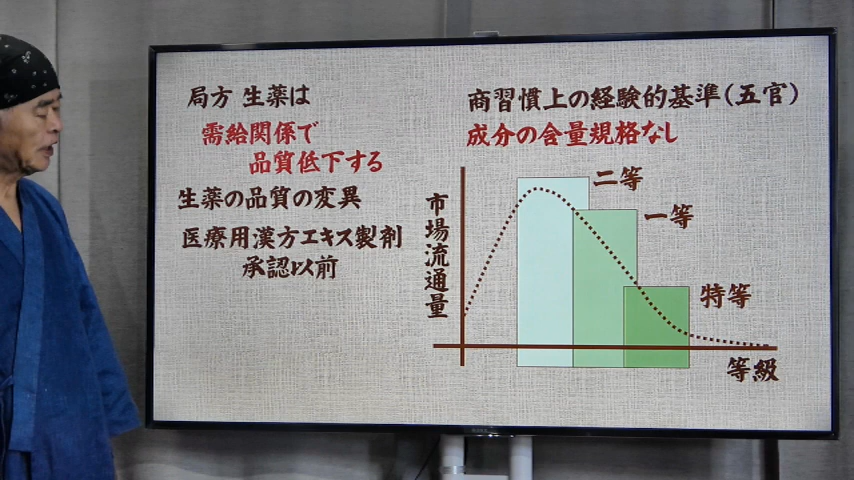 局方 生薬は
需給関係で
品質低下する
生薬の品質の変異
医療用漢方エキス製剤
承認以前
商習慣上の経験的基準(五官)
成分の含量規格なし
市場流通量
二等
一等
特等
等級